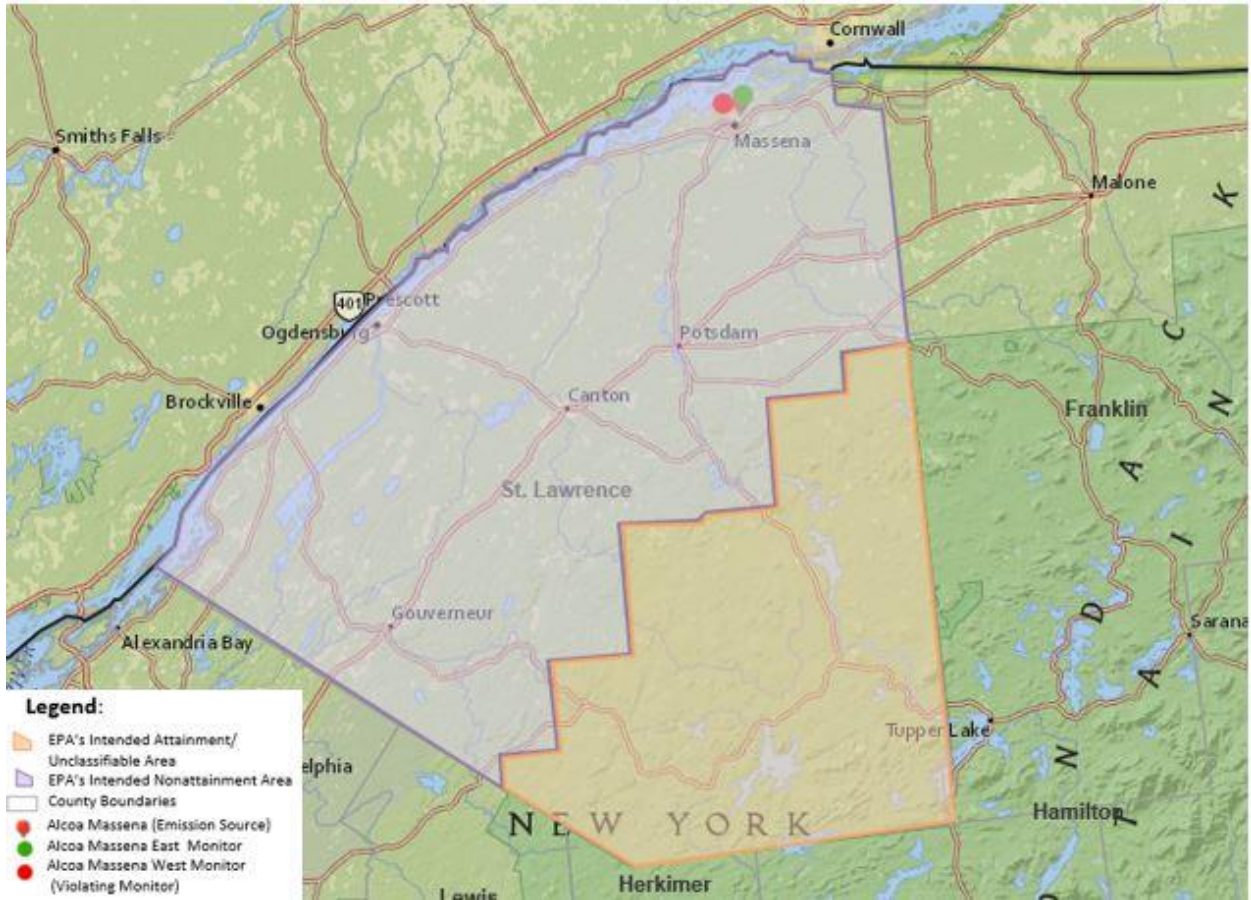 Cornwall
Smiths Falls
Massena
Malone
K
C
401
Prescott
Ogdensburg
Potsdam
Brockville
Canton
Franklin
N
A
St. Lawrence
I
Gouverneur
D
Sarana
Alexandria Bay
A
Tupper Lake
N
elphia
NEW YORK
Hamilton
Herkimer
Lewis
Legend:
EPA's Intended Attainment/
Unclassifiable Area
EPA's Intended Nonattainment Area
County Boundaries
Alcoa Massena (Emission Source)
Alcoa Massena East Monitor
Alcoa Massena West Monitor
(Violating Monitor)